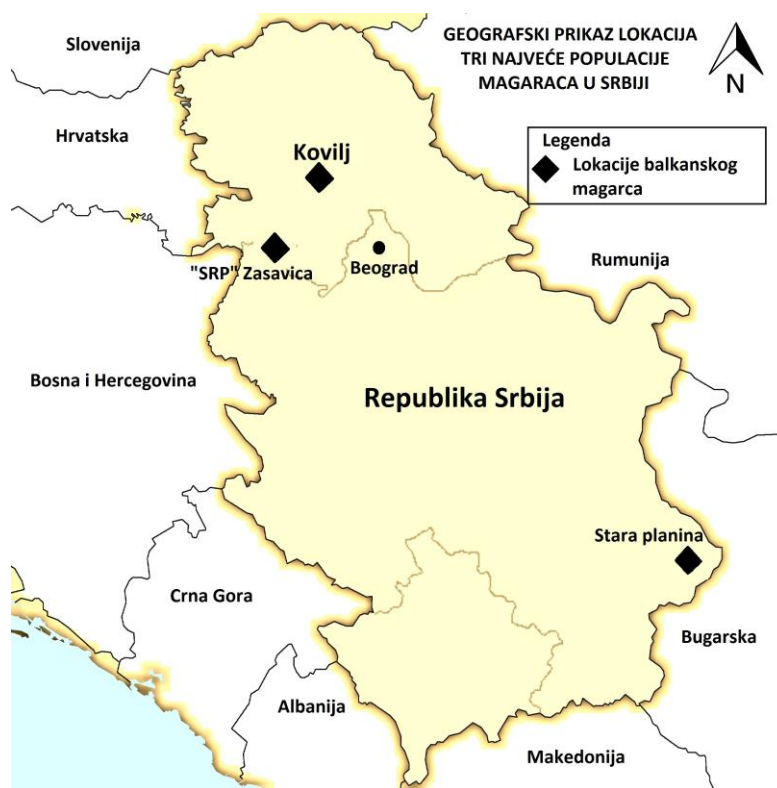 GEOGRAFSKI PRIKAZ LOKACIJA
TRI NAJVEĆE POPULACIJE
MAGARACA U SRBIJI
N
Legenda
Lokacije balkanskog
magarca
Slovenija
Hrvatska
Kovilj
"SRP" Zasavica
Beograd
Rumunija
Bosna i Hercegovina
Republika Srbija
Stara planina
Crna Gora
Bugarska
Albanija
Makedonija